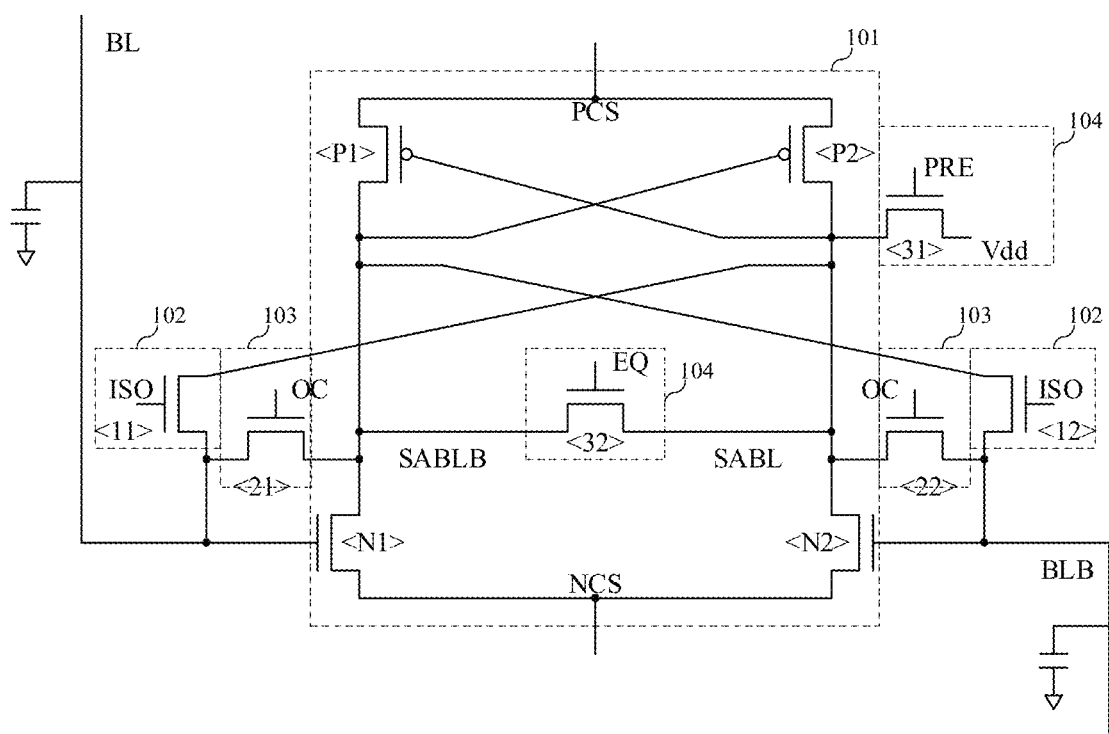 BL
101
PCS
104
<P1>
<P2>
PRE
<31>
Vdd
102
103
103
102
ISO
OC
EQ
104
OC
ISO
<11>
<32>
<12>
SABLB
SABL
<21>
<22>
<N1>
<N2>
NCS
BLB